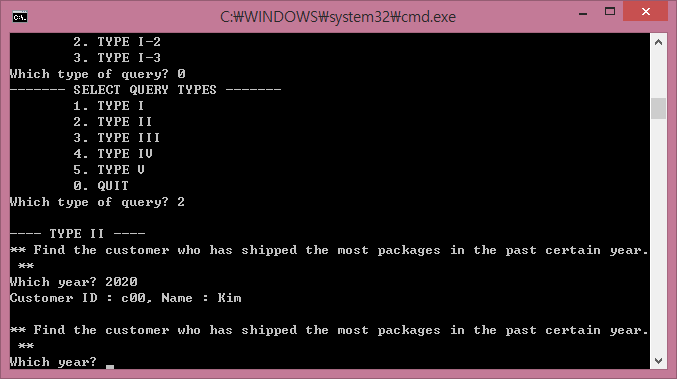 C:₩WINDOWS₩system32₩cmd.exe
2. TYPE I-2
3. TYPE I-3
Which type of query? 0
------- SELECT QUERY TYPES -------
1. TYPE I
2. TYPE II
3. TYPE III
4. TYPE IV
5. TYPE V
0. QUIT
Which type of query? 2
---- TYPE II ----
** Find the customer who has shipped the most packages in the past certain year.
**
Which year? 2020
Customer ID : c00, Name : Kim
** Find the customer who has shipped the most packages in the past certain year.
**
Which year? _